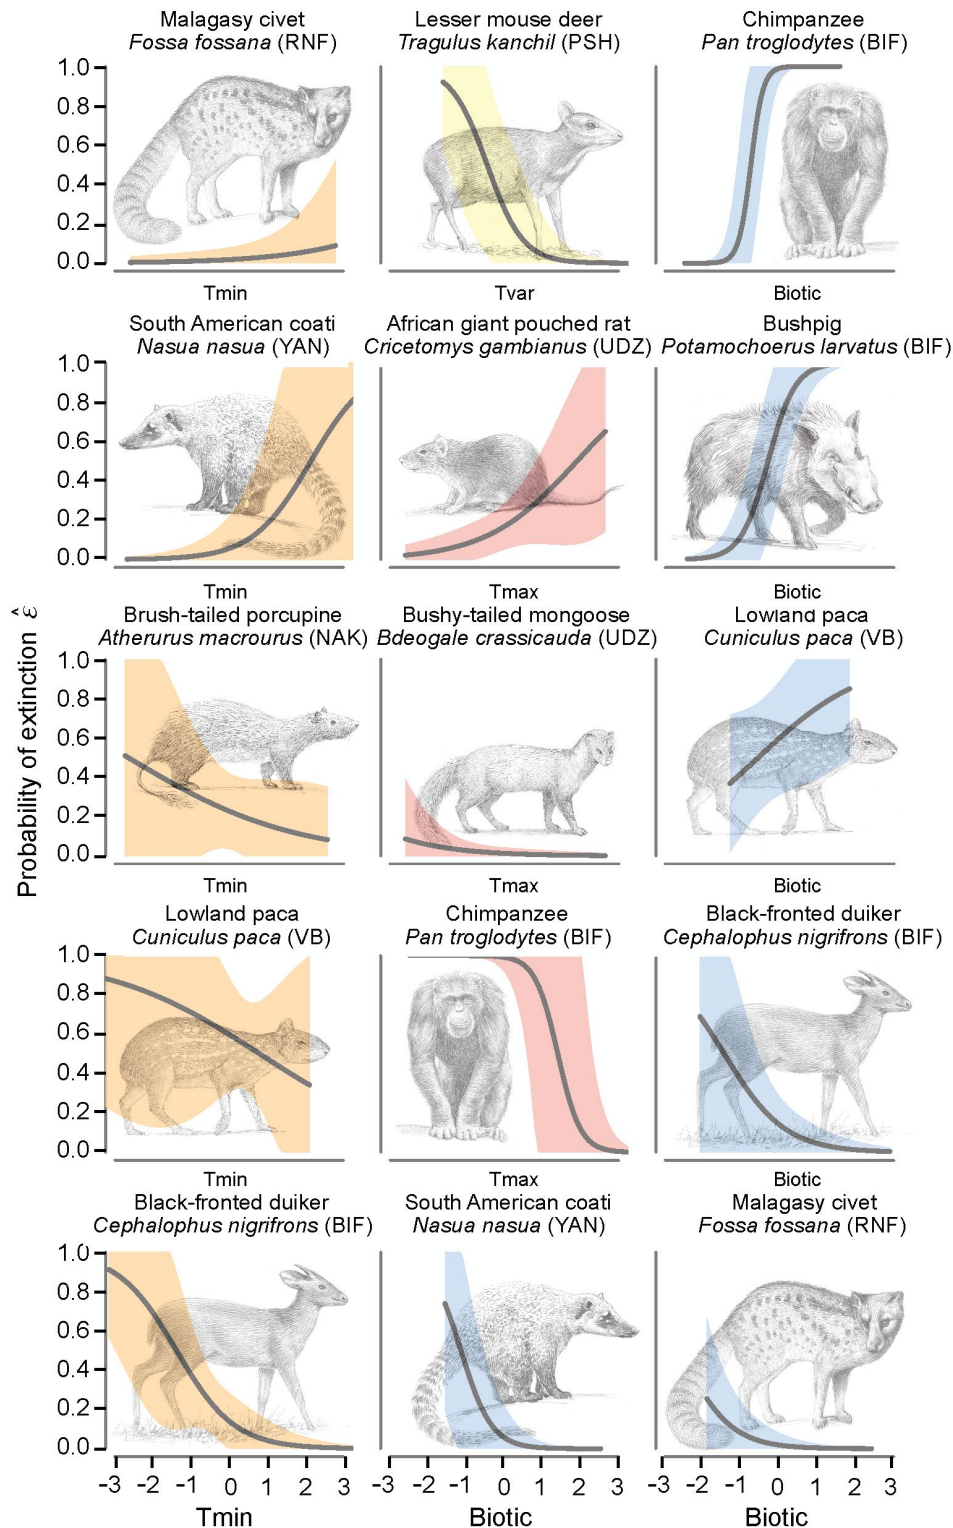 Malagasy civet
Fossa fossana (RNF)
Lesser mouse deer
Tragulus kanchil (PSH)
Chimpanzee
Pan troglodytes (BIF)
1.0
0.8
0.6
0.4
0.2
0.0
Tmin
Tvar
Biotic
South American coati
Nasua nasua (YAN)
African giant pouched rat
Cricetomys gambianus (UDZ)
Bushpig
Potamochoerus larvatus (BIF)
1.0
0.8
0.6
0.4
0.2
0.0
Tmin
Tmax
Biotic
Probability of extinction ε̂
Brush-tailed porcupine
Atherurus macrourus (NAK)
Bushy-tailed mongoose
Bdeogale crassicauda (UDZ)
Lowland paca
Cuniculus paca (VB)
1.0
0.8
0.6
0.4
0.2
0.0
Tmin
Tmax
Biotic
Lowland paca
Cuniculus paca (VB)
Chimpanzee
Pan troglodytes (BIF)
Black-fronted duiker
Cephalophus nigrifrons (BIF)
1.0
0.8
0.6
0.4
0.2
0.0
Tmin
Tmax
Biotic
Black-fronted duiker
Cephalophus nigrifrons (BIF)
South American coati
Nasua nasua (YAN)
Malagasy civet
Fossa fossana (RNF)
1.0
0.8
0.6
0.4
0.2
0.0
-3 -2 -1 0 1 2 3
-3 -2 -1 0 1 2 3
-3 -2 -1 0 1 2 3
Tmin
Biotic
Biotic